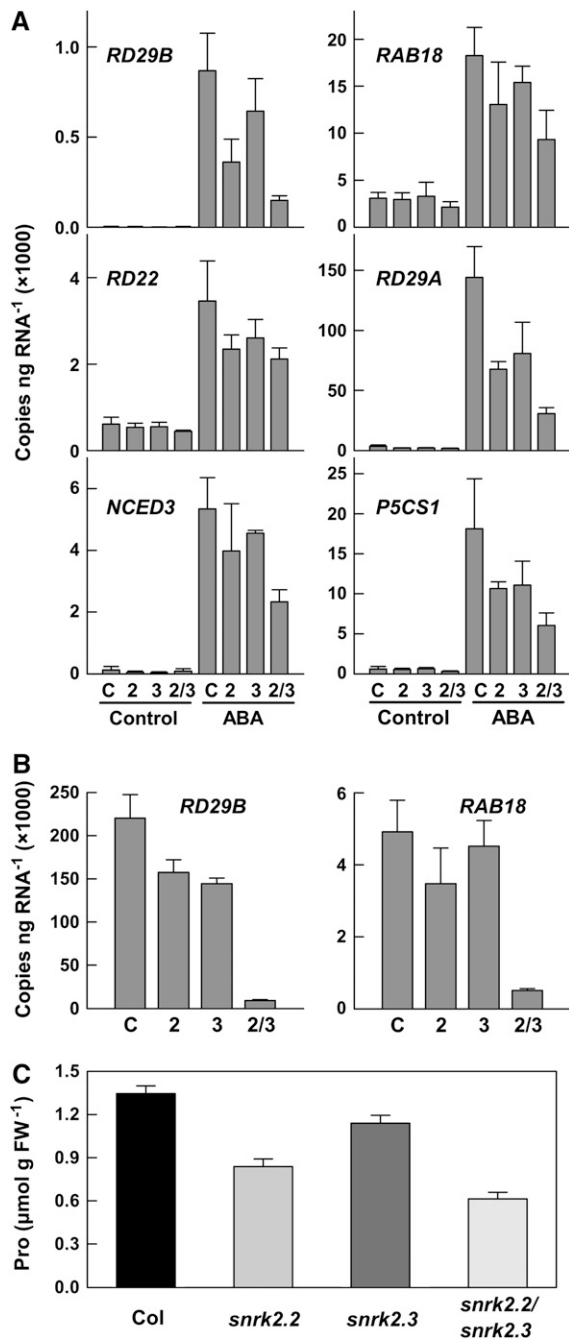 A
Copies ng RNA⁻¹ (×1000)
RD29B
1.0
0.5
0.0
RAB18
20
15
10
5
0
RD22
4
2
0
RD29A
150
100
50
0
NCED3
6
4
2
0
C 2 3 2/3 C 2 3 2/3
Control ABA
P5CS1
25
20
15
10
5
0
C 2 3 2/3 C 2 3 2/3
Control ABA
B
Copies ng RNA⁻¹ (×1000)
RD29B
250
200
150
100
50
0
C 2 3 2/3
RAB18
6
4
2
0
C 2 3 2/3
C
Pro (µmol g FW⁻¹)
1.5
1.2
0.9
0.6
0.3
0.0
Col snrk2.2 snrk2.3 snrk2.2/
snrk2.3